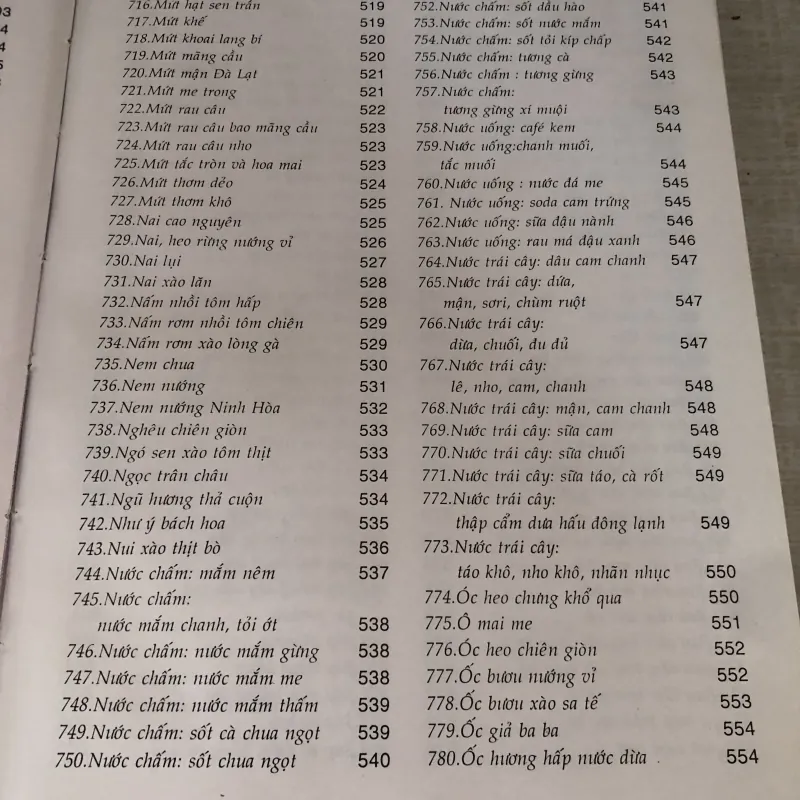 716.Mứt hạt sen trần 519
717.Mứt khế 519
718.Mứt khoai lang bí 520
719.Mứt mãng cầu 520
720.Mứt mận Đà Lạt 521
721.Mứt me trong 521
722.Mứt rau câu 522
723.Mứt rau câu bao mãng cầu 523
724.Mứt rau câu nho 523
725.Mứt tắc tròn và hoa mai 523
726.Mứt thơm dẻo 524
727.Mứt thơm khô 525
728.Nai cao nguyên 525
729.Nai, heo rừng nướng vỉ 526
730.Nai lụi 527
731.Nai xào lăn 528
732.Nấm nhồi tôm hấp 528
733.Nấm rơm nhồi tôm chiên 529
734.Nấm rơm xào lòng gà 529
735.Nem chua 530
736.Nem nướng 531
737.Nem nướng Ninh Hòa 532
738.Nghêu chiên giòn 533
739.Ngó sen xào tôm thịt 533
740.Ngọc trân châu 534
741.Ngũ hương thả cuộn 534
742.Như ý bách hoa 535
743.Nui xào thịt bò 536
744.Nước chấm: mắm nêm 537
745.Nước chấm:
nước mắm chanh, tỏi ớt 538
746.Nước chấm: nước mắm gừng 538
747.Nước chấm: nước mắm me 538
748.Nước chấm: nước mắm thấm 539
749.Nước chấm: sốt cà chua ngọt 539
750.Nước chấm: sốt chua ngọt 540
752.Nước chấm: sốt dầu hào 541
753.Nước chấm: sốt nước mắm 541
754.Nước chấm: sốt tỏi kíp chấp 542
755.Nước chấm: tương cà 542
756.Nước chấm : tương gừng 543
757.Nước chấm:
tương gừng xí muội 543
758.Nước uống: café kem 544
759.Nước uống:chanh muối,
tắc muối 544
760.Nước uống : nước đá me 545
761. Nước uống: soda cam trứng 545
762.Nước uống: sữa đậu nành 546
763.Nước uống: rau má đậu xanh 546
764.Nước trái cây: dâu cam chanh 547
765.Nước trái cây: dứa,
mận, sơri, chùm ruột 547
766.Nước trái cây:
dừa, chuối, đu đủ 547
767.Nước trái cây:
lê, nho, cam, chanh 548
768.Nước trái cây: mận, cam chanh 548
769.Nước trái cây: sữa cam 548
770.Nước trái cây: sữa chuối 549
771.Nước trái cây: sữa táo, cà rốt 549
772.Nước trái cây:
thập cẩm dưa hấu đông lạnh 549
773.Nước trái cây:
táo khô, nho khô, nhãn nhục 550
774.Óc heo chưng khổ qua 550
775.Ô mai me 551
776.Óc heo chiên giòn 552
777.Ốc bươu nướng vỉ 552
778.Ốc bươu xào sa tế 553
779.Ốc giả ba ba 554
780.Ốc hương hấp nước dừa . 554